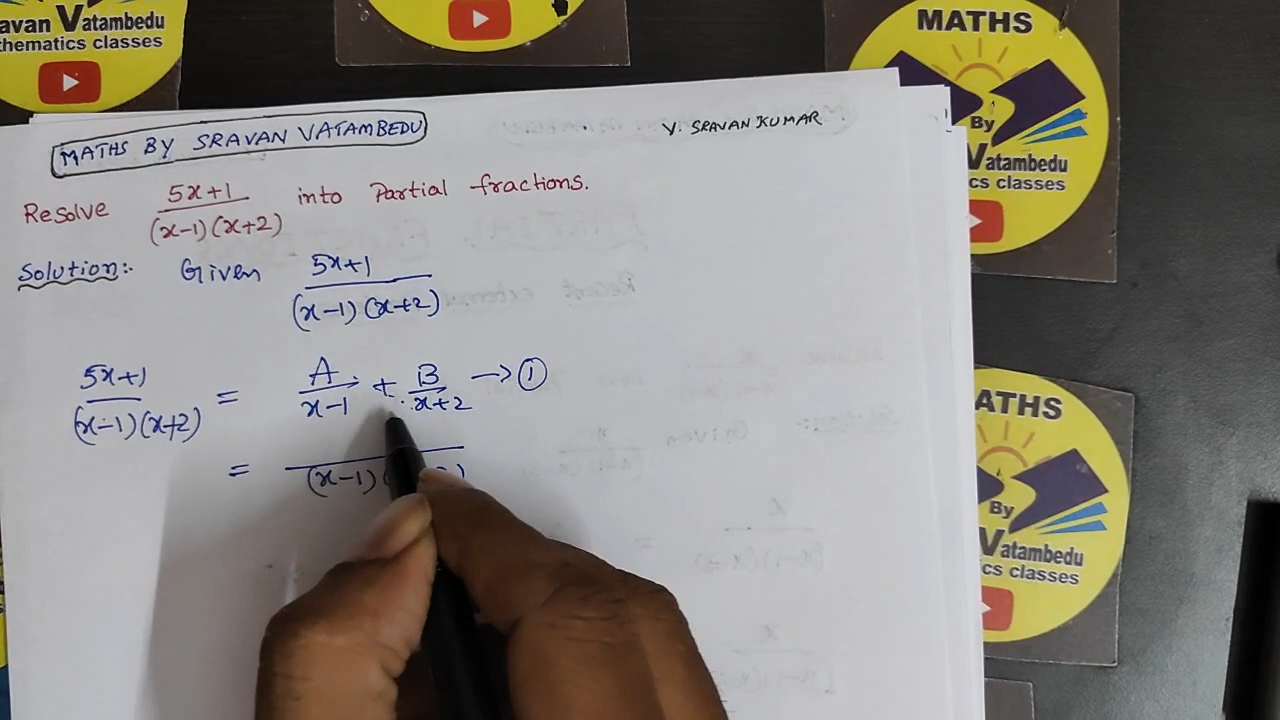 avan Vatambedu
hematics classes
MATHS
By
Vatambedu
cs classes
MATHS BY SRAVAN VATAMBEDU
V. SRAVAN KUMAR
Resolve 5x+1 / (x-1)(x+2) into Partial fractions.
Solution:- Given 5x+1 / (x-1)(x+2)
5x+1 / (x-1)(x+2) = A / x-1 + B / x+2 → ①
= / (x-1)(
ATHS
By
Vatambedu
cs classes